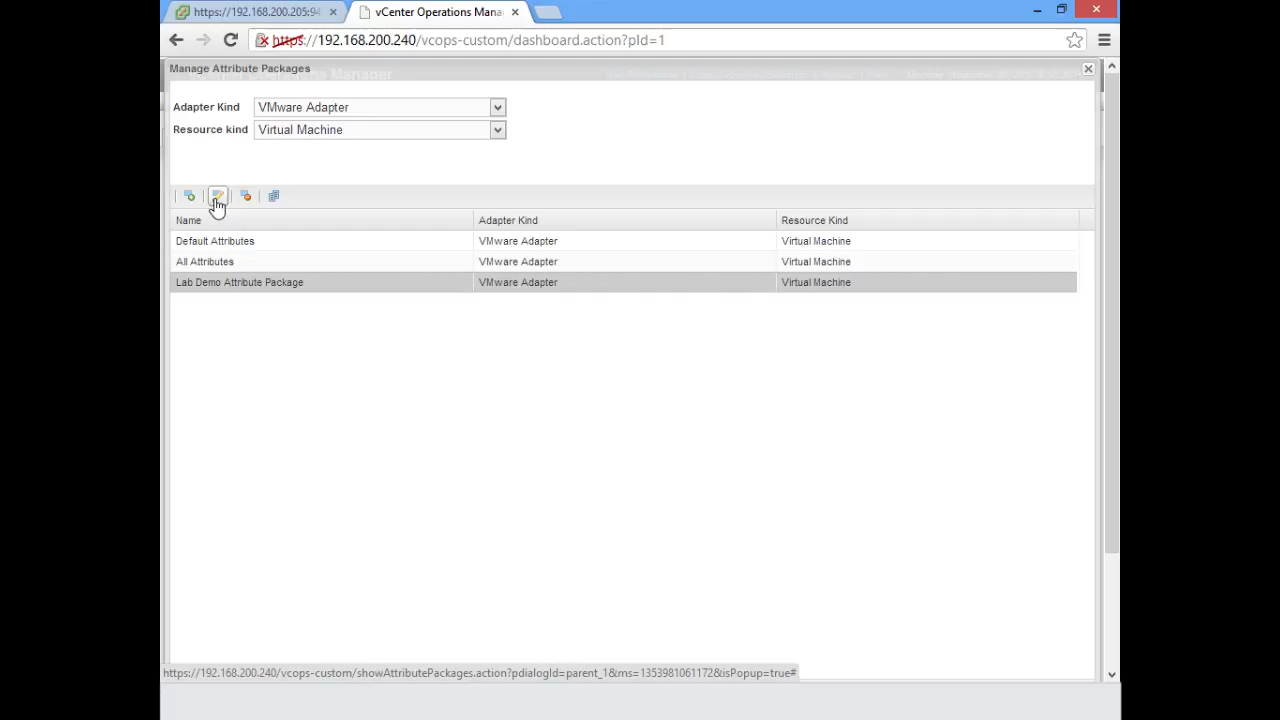 https://192.168.200.205:94
vCenter Operations Mana
https://192.168.200.240/vcops-custom/dashboard.action?pId=1
Manage Attribute Packages
Adapter Kind VMware Adapter
Resource kind Virtual Machine
Name Adapter Kind Resource Kind
Default Attributes VMware Adapter Virtual Machine
All Attributes VMware Adapter Virtual Machine
Lab Demo Attribute Package VMware Adapter Virtual Machine
https://192.168.200.240/vcops-custom/showAttributePackages.action?pdialogId=parent_1&ms=1353981061172&isPopup=true#